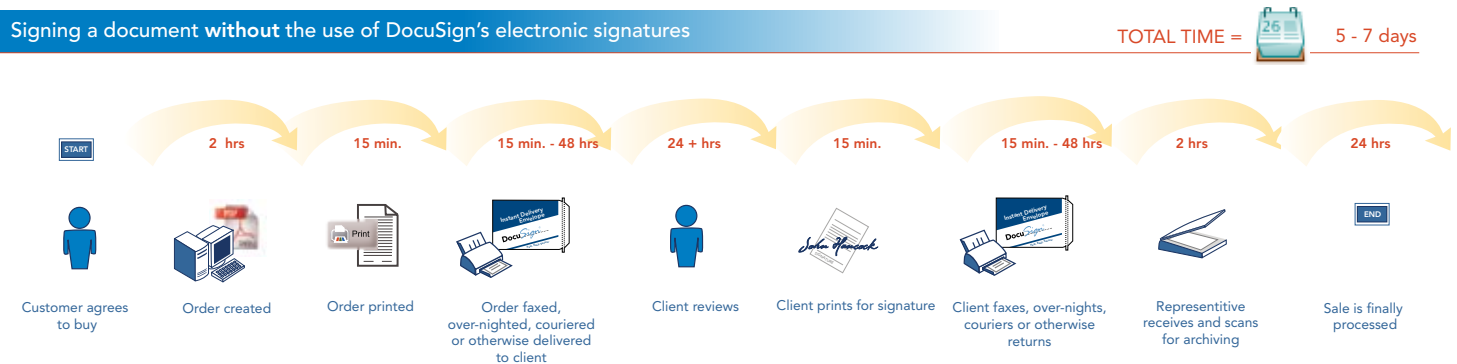 Signing a document without the use of DocuSign's electronic signatures
TOTAL TIME =
26
5 - 7 days
START
2 hrs
15 min.
15 min. - 48 hrs
24 + hrs
15 min.
15 min. - 48 hrs
2 hrs
24 hrs
PDF
Print
Instant Delivery
Envelope
DocuSign
John Hancock
Instant Delivery
Envelope
DocuSign
END
Customer agrees
to buy
Order created
Order printed
Order faxed,
over-nighted, couriered
or otherwise delivered
to client
Client reviews
Client prints for signature
Client faxes, over-nights,
couriers or otherwise
returns
Representitive
receives and scans
for archiving
Sale is finally
processed